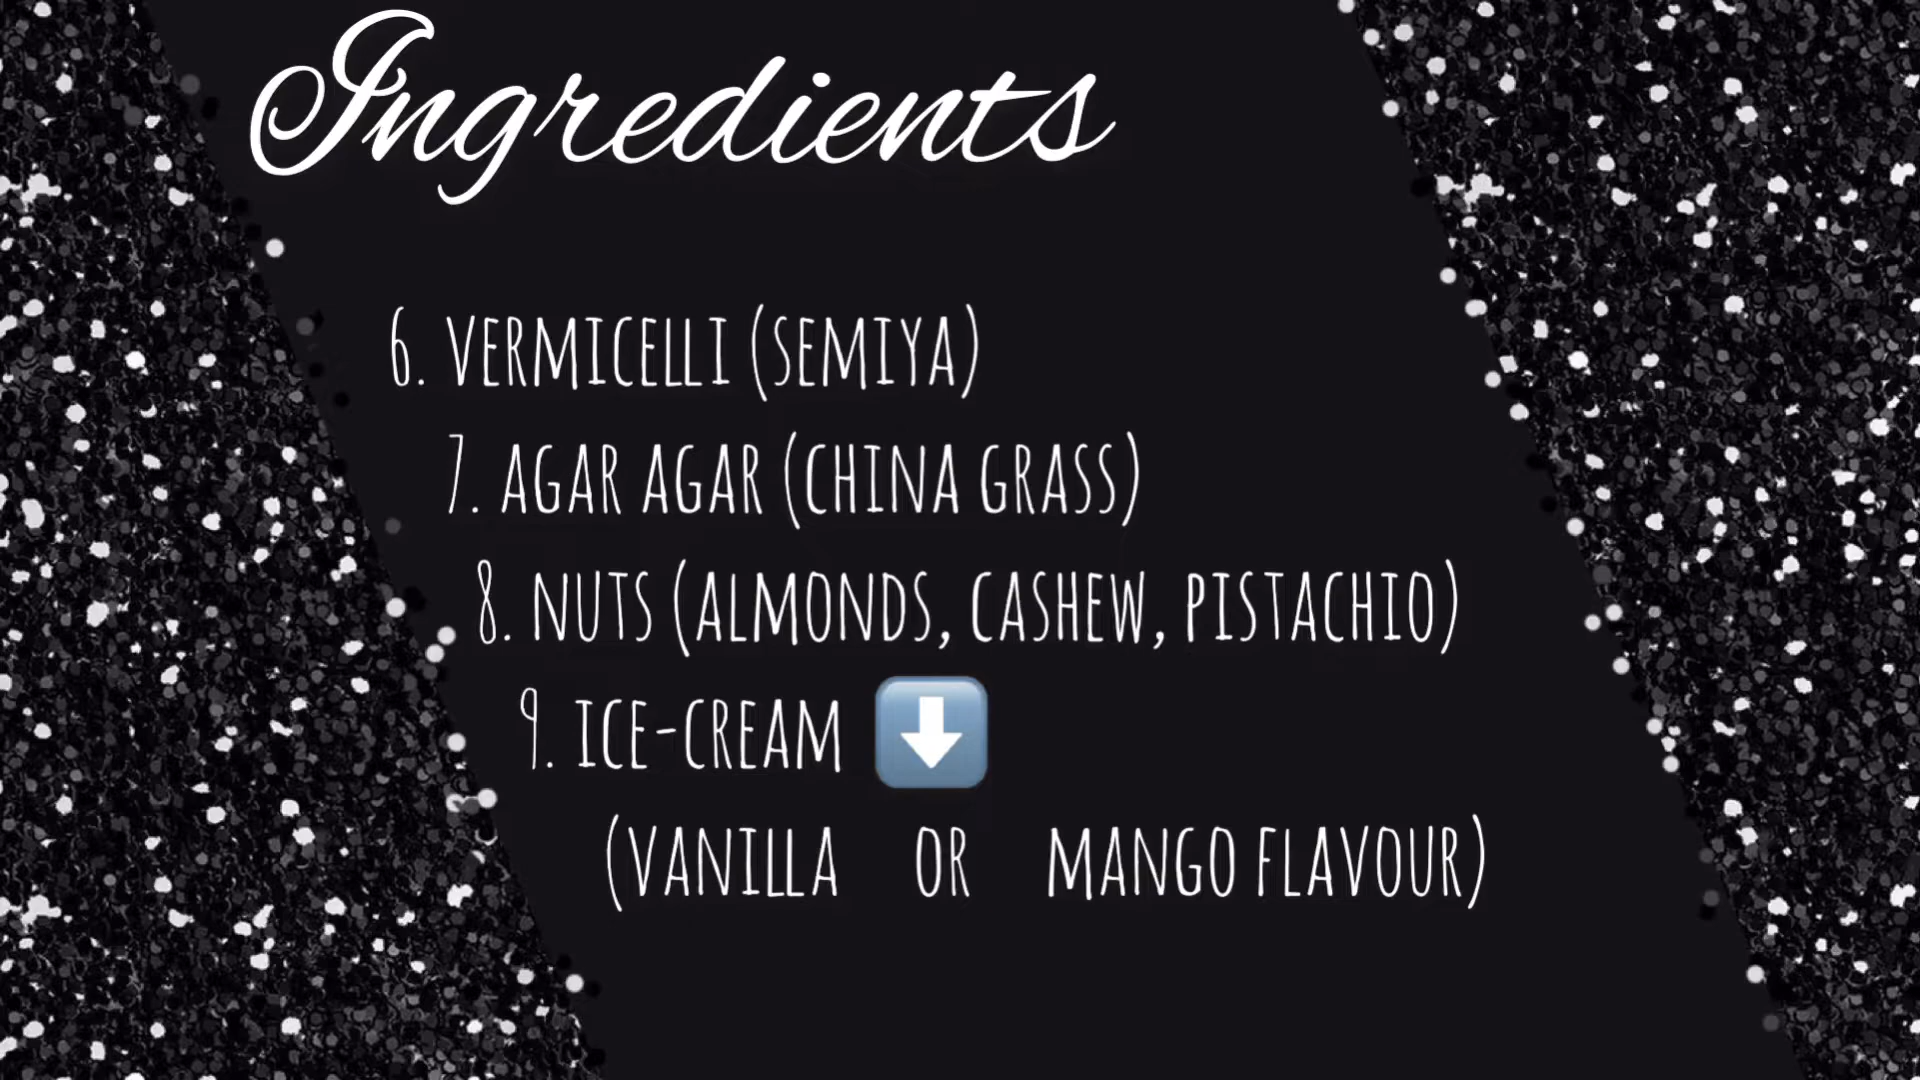 Ingredients
6. VERMICELLI (SEMIYA)
7. AGAR AGAR (CHINA GRASS)
8. NUTS (ALMONDS, CASHEW, PISTACHIO)
9. ICE-CREAM ⬇️
(VANILLA OR MANGO FLAVOUR)